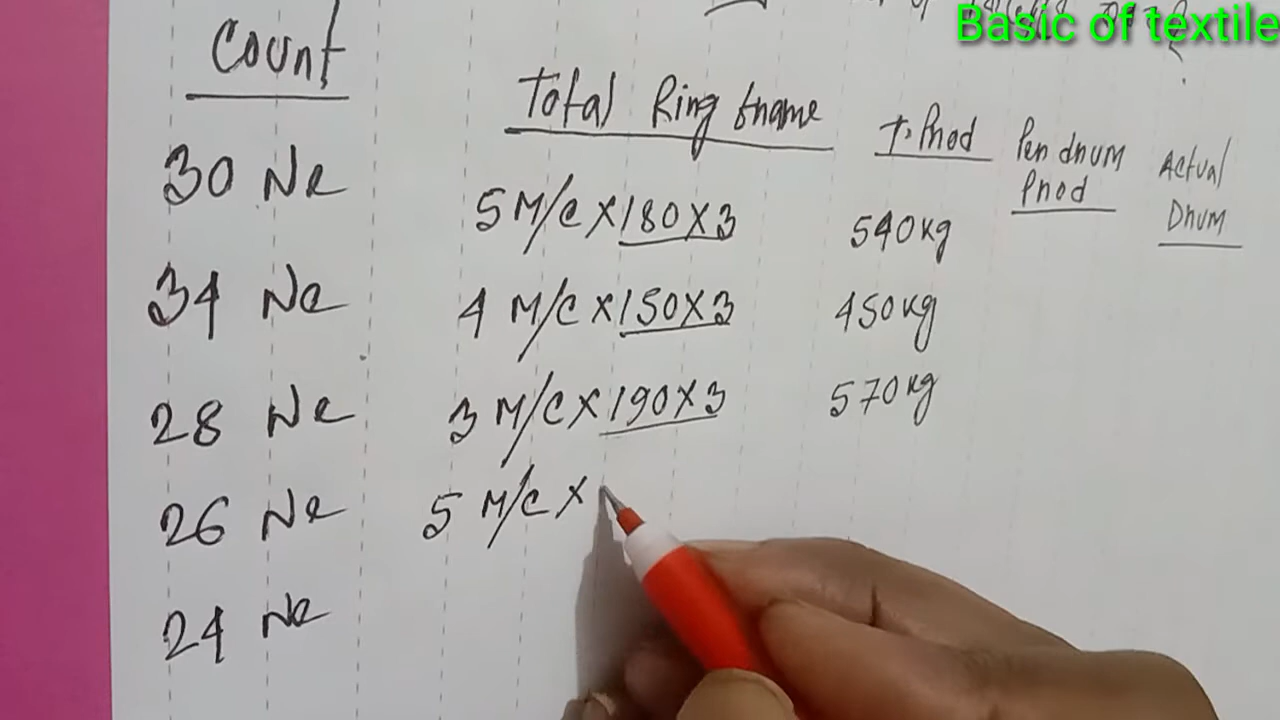 Basic of textile
Count
Total Ring frame
T. Prod
Per drum
Prod
Actual
Drum
30 Ne
5 M/C X 180 X 3
540 kg
34 Ne
4 M/C X 150 X 3
450 kg
28 Ne
3 M/C X 190 X 3
570 kg
26 Ne
5 M/C X
24 Ne